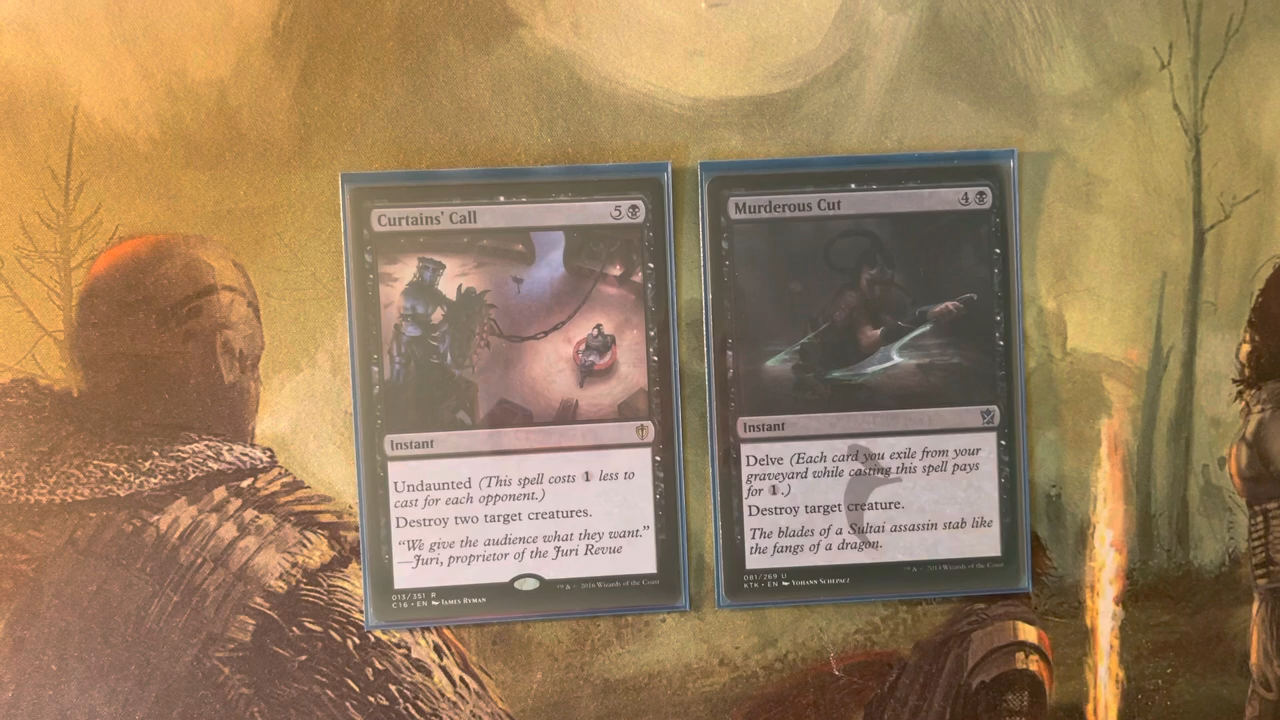 Curtains' Call 5
Instant
Undaunted (This spell costs 1 less to
cast for each opponent.)
Destroy two target creatures.
“We give the audience what they want.”
—Juri, proprietor of the Juri Revue
013/351 R
C16 • EN James Ryman
™ & © 2016 Wizards of the Coast
Murderous Cut 4
Instant
Delve (Each card you exile from your
graveyard while casting this spell pays
for 1.)
Destroy target creature.
The blades of a Sultai assassin stab like
the fangs of a dragon.
081/269 U
KTK • EN Yohann Schepacz
™ & © 2014 Wizards of the Coast